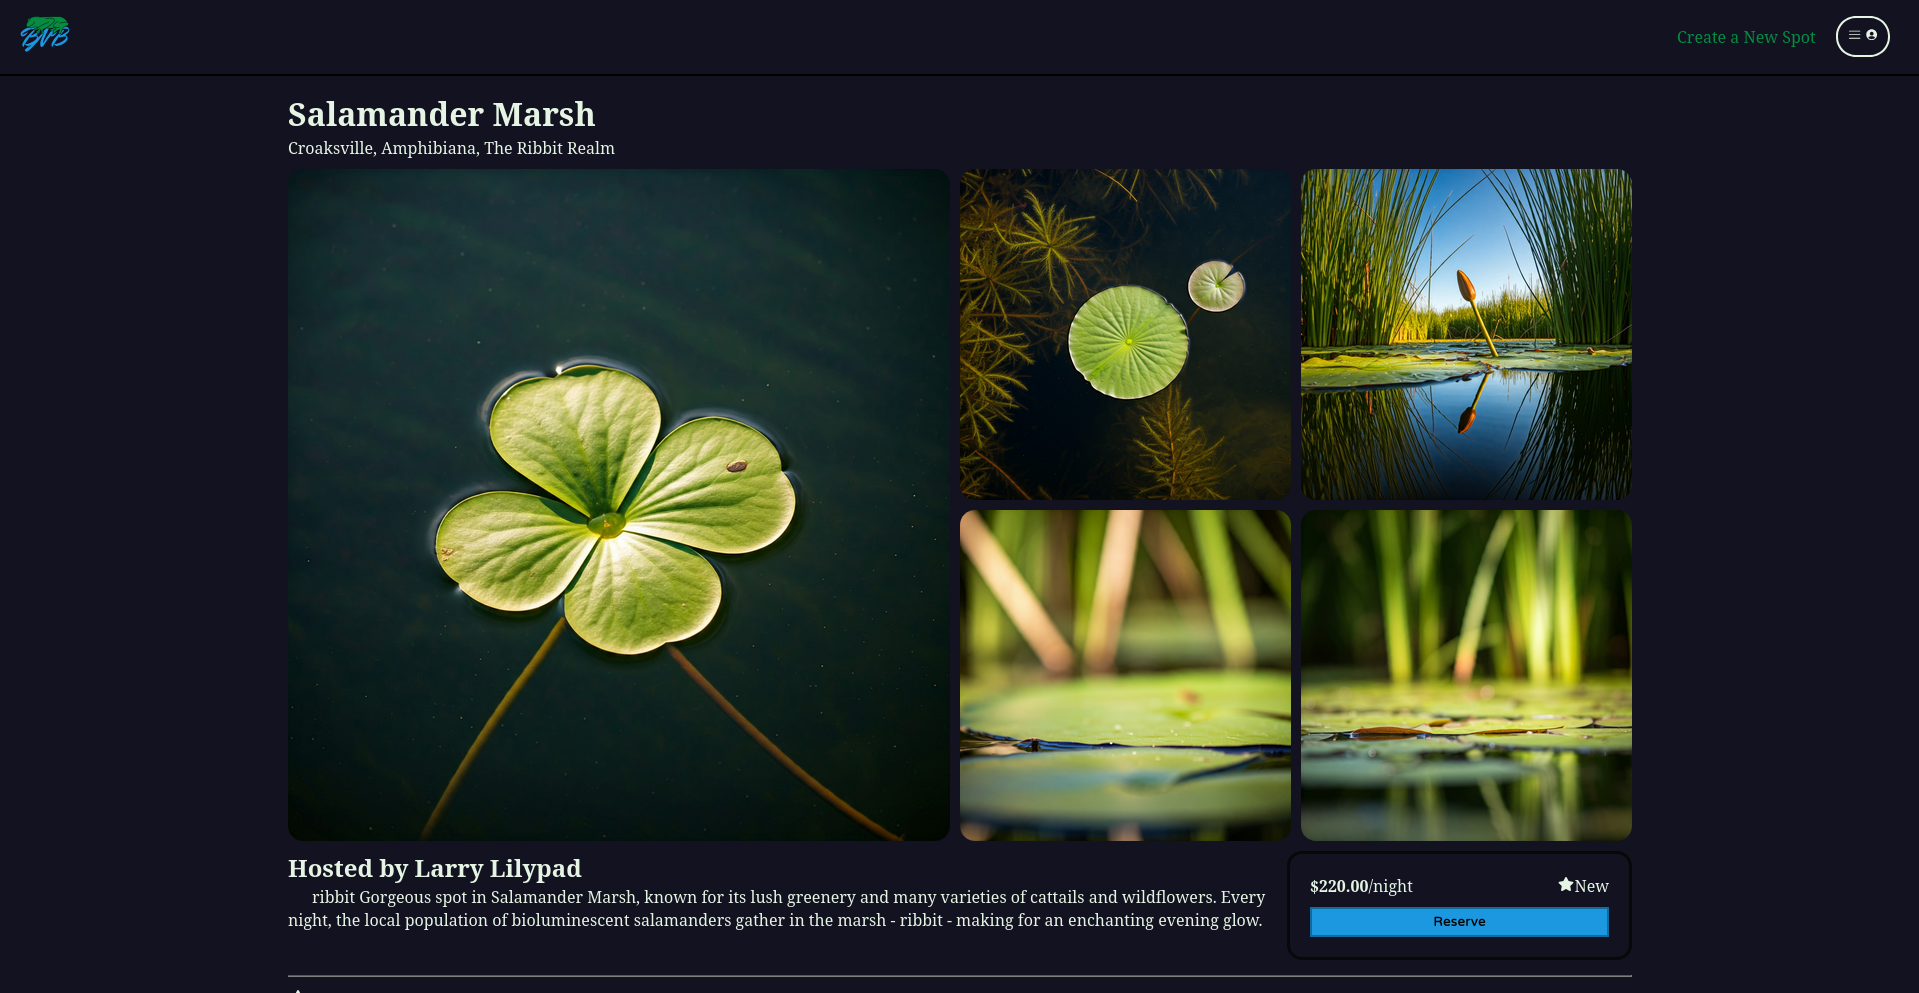 BNB
Create a New Spot
Salamander Marsh
Croaksville, Amphibiana, The Ribbit Realm
Hosted by Larry Lilypad
ribbit Gorgeous spot in Salamander Marsh, known for its lush greenery and many varieties of cattails and wildflowers. Every
night, the local population of bioluminescent salamanders gather in the marsh - ribbit - making for an enchanting evening glow.
$220.00/night
New
Reserve